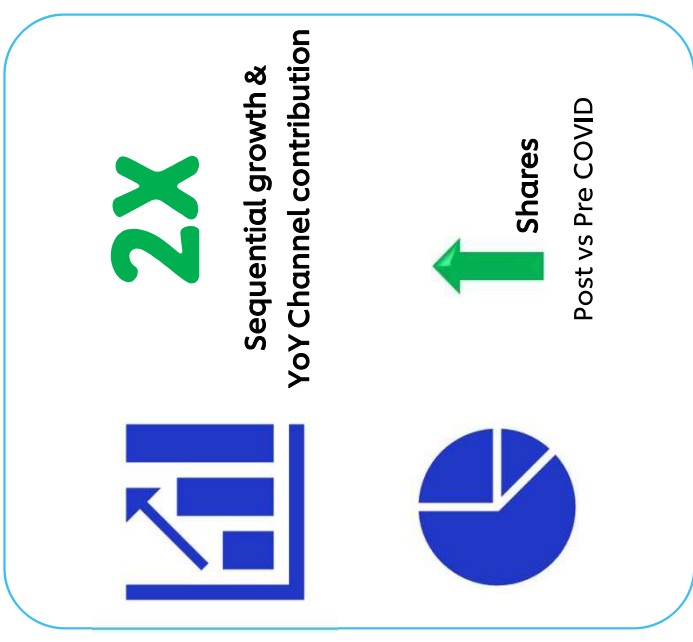 2X
Sequential growth &
YoY Channel contribution
Shares
Post vs Pre COVID